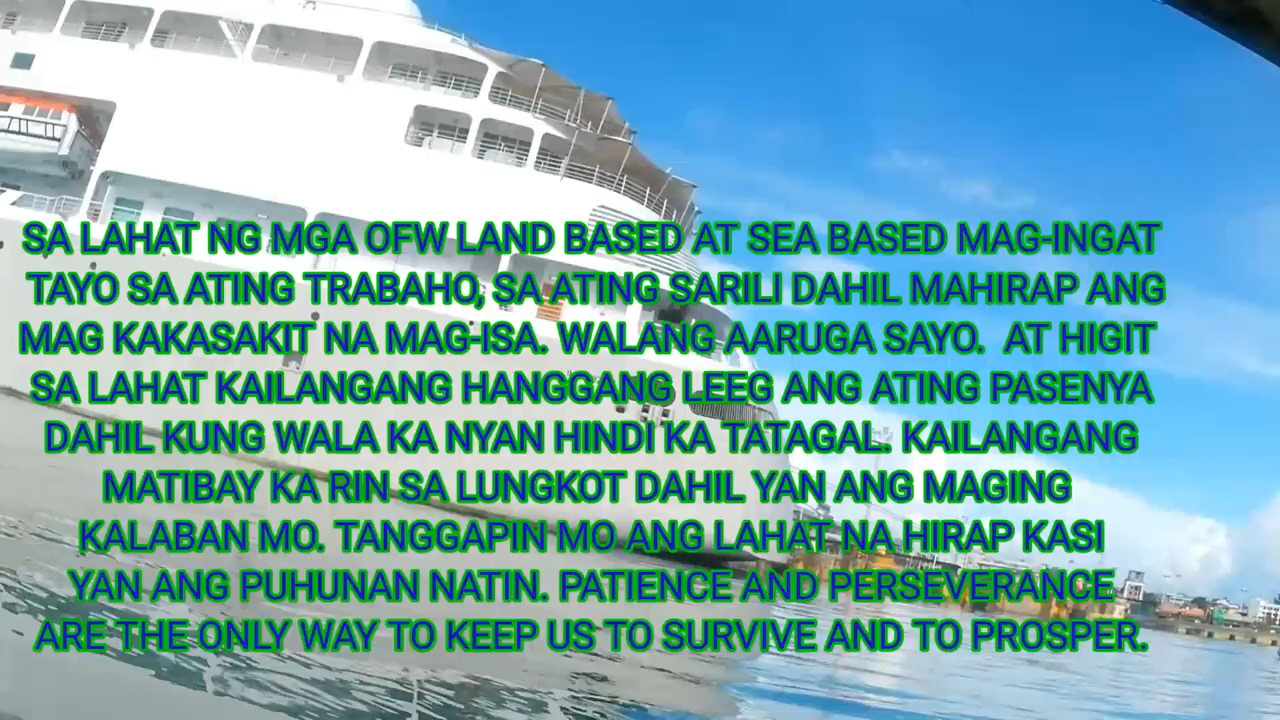 SA LAHAT NG MGA OFW LAND BASED AT SEA BASED MAG-INGAT
TAYO SA ATING TRABAHO, SA ATING SARILI DAHIL MAHIRAP ANG
MAG KAKASAKIT NA MAG-ISA. WALANG AARUGA SAYO. AT HIGIT
SA LAHAT KAILANGANG HANGGANG LEEG ANG ATING PASENYA
DAHIL KUNG WALA KA NYAN HINDI KA TATAGAL. KAILANGANG
MATIBAY KA RIN SA LUNGKOT DAHIL YAN ANG MAGING
KALABAN MO. TANGGAPIN MO ANG LAHAT NA HIRAP KASI
YAN ANG PUHUNAN NATIN. PATIENCE AND PERSEVERANCE
ARE THE ONLY WAY TO KEEP US TO SURVIVE AND TO PROSPER.